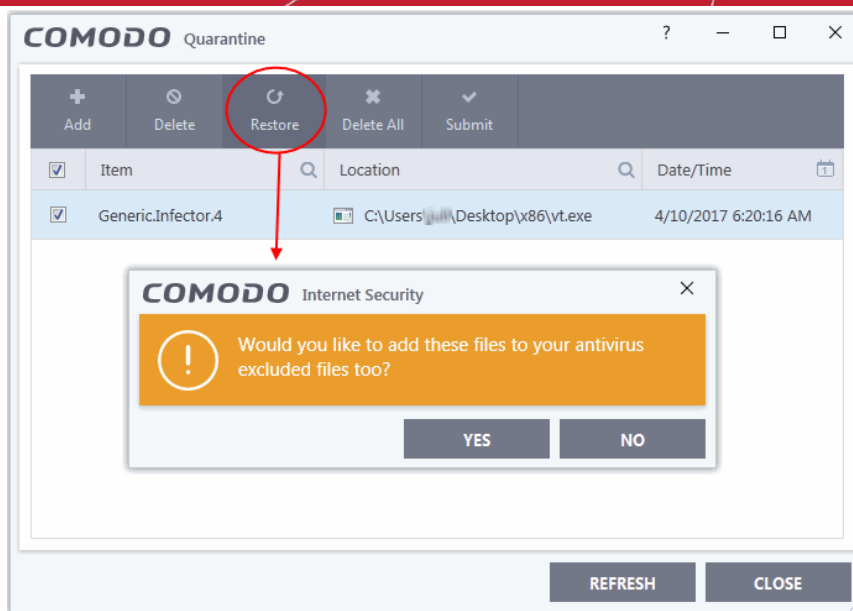 COMODO Quarantine
?
Add Delete Restore Delete All Submit
Item Location Date/Time
1
Generic.Infector.4 C:\Users\ \Desktop\x86\vt.exe 4/10/2017 6:20:16 AM
COMODO Internet Security
!
Would you like to add these files to your antivirus
excluded files too?
YES NO
REFRESH CLOSE